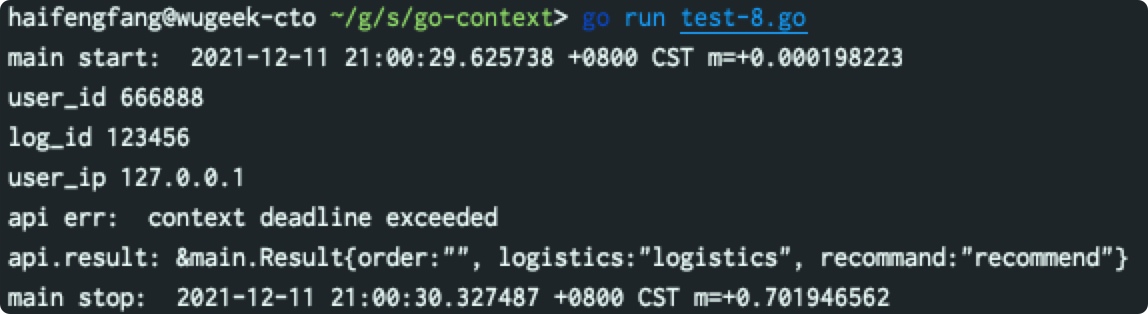 haifengfang@wugeek-cto ~/g/s/go-context> go run test-8.go
main start:  2021-12-11 21:00:29.625738 +0800 CST m=+0.000198223
user_id 666888
log_id 123456
user_ip 127.0.0.1
api err:  context deadline exceeded
api.result: &main.Result{order:"", logistics:"logistics", recommand:"recommend"}
main stop:  2021-12-11 21:00:30.327487 +0800 CST m=+0.701946562